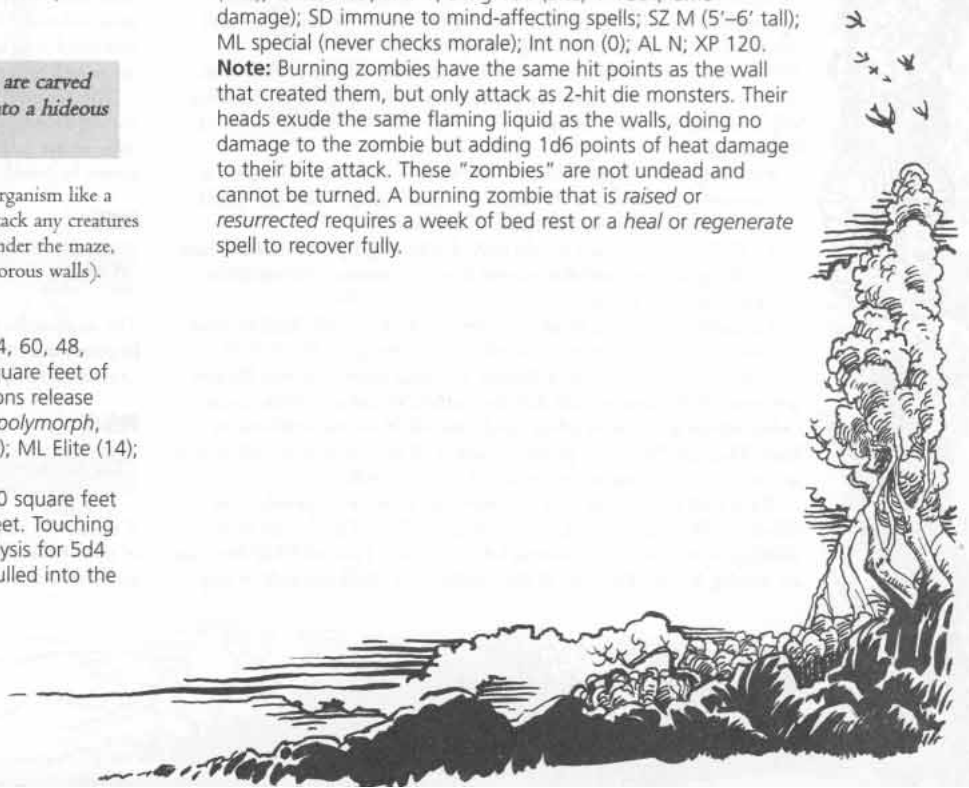 are carved
to a hideous
organism like a
tack any creatures
nder the maze,
orous walls).
4, 60, 48,
uare feet of
ons release
polymorph,
); ML Elite (14);
0 square feet
eet. Touching
lysis for 5d4
ulled into the
damage); SD immune to mind-affecting spells; SZ M (5'–6' tall);
ML special (never checks morale); Int non (0); AL N; XP 120.
Note: Burning zombies have the same hit points as the wall
that created them, but only attack as 2-hit die monsters. Their
heads exude the same flaming liquid as the walls, doing no
damage to the zombie but adding 1d6 points of heat damage
to their bite attack. These "zombies" are not undead and
cannot be turned. A burning zombie that is raised or
resurrected requires a week of bed rest or a heal or regenerate
spell to recover fully.